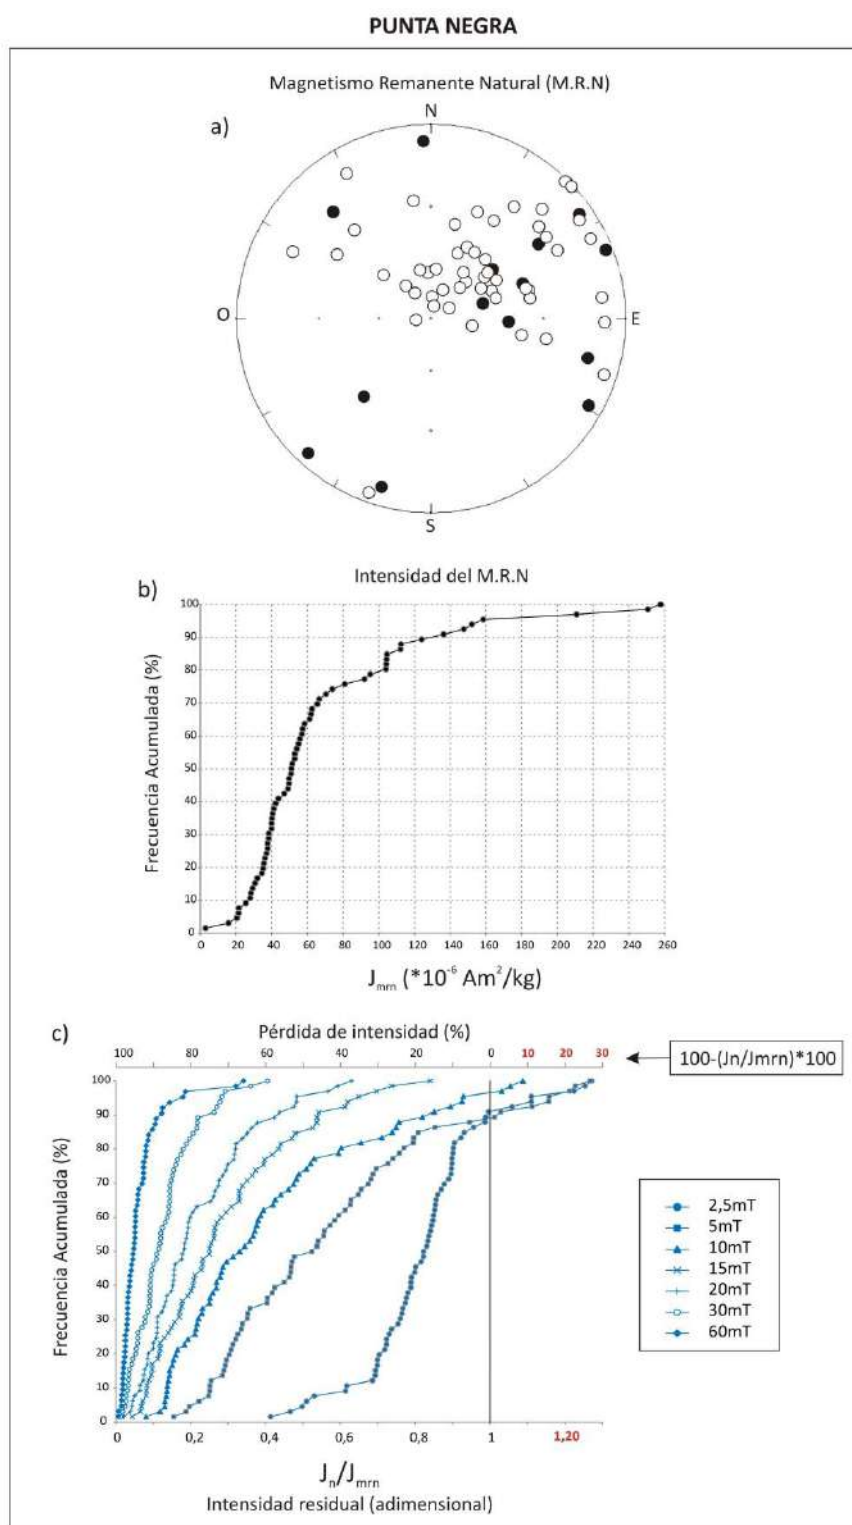 PUNTA NEGRA
Magnetismo Remanente Natural (M.R.N)
a)
N
O
E
S
b)
Intensidad del M.R.N
Frecuencia Acumulada (%)
100
90
80
70
60
50
40
30
20
10
0
0 20 40 60 80 100 120 140 160 180 200 220 240 260
Jmrn (*10-6 Am2/kg)
c)
Pérdida de intensidad (%)
100 80 60 40 20 0 10 20 30
100-(Jn/Jmrn)*100
Frecuencia Acumulada (%)
100
90
80
70
60
50
40
30
20
10
0
0 0,2 0,4 0,6 0,8 1 1,20
Jn/Jmrn
Intensidad residual (adimensional)
2,5mT
5mT
10mT
15mT
20mT
30mT
60mT